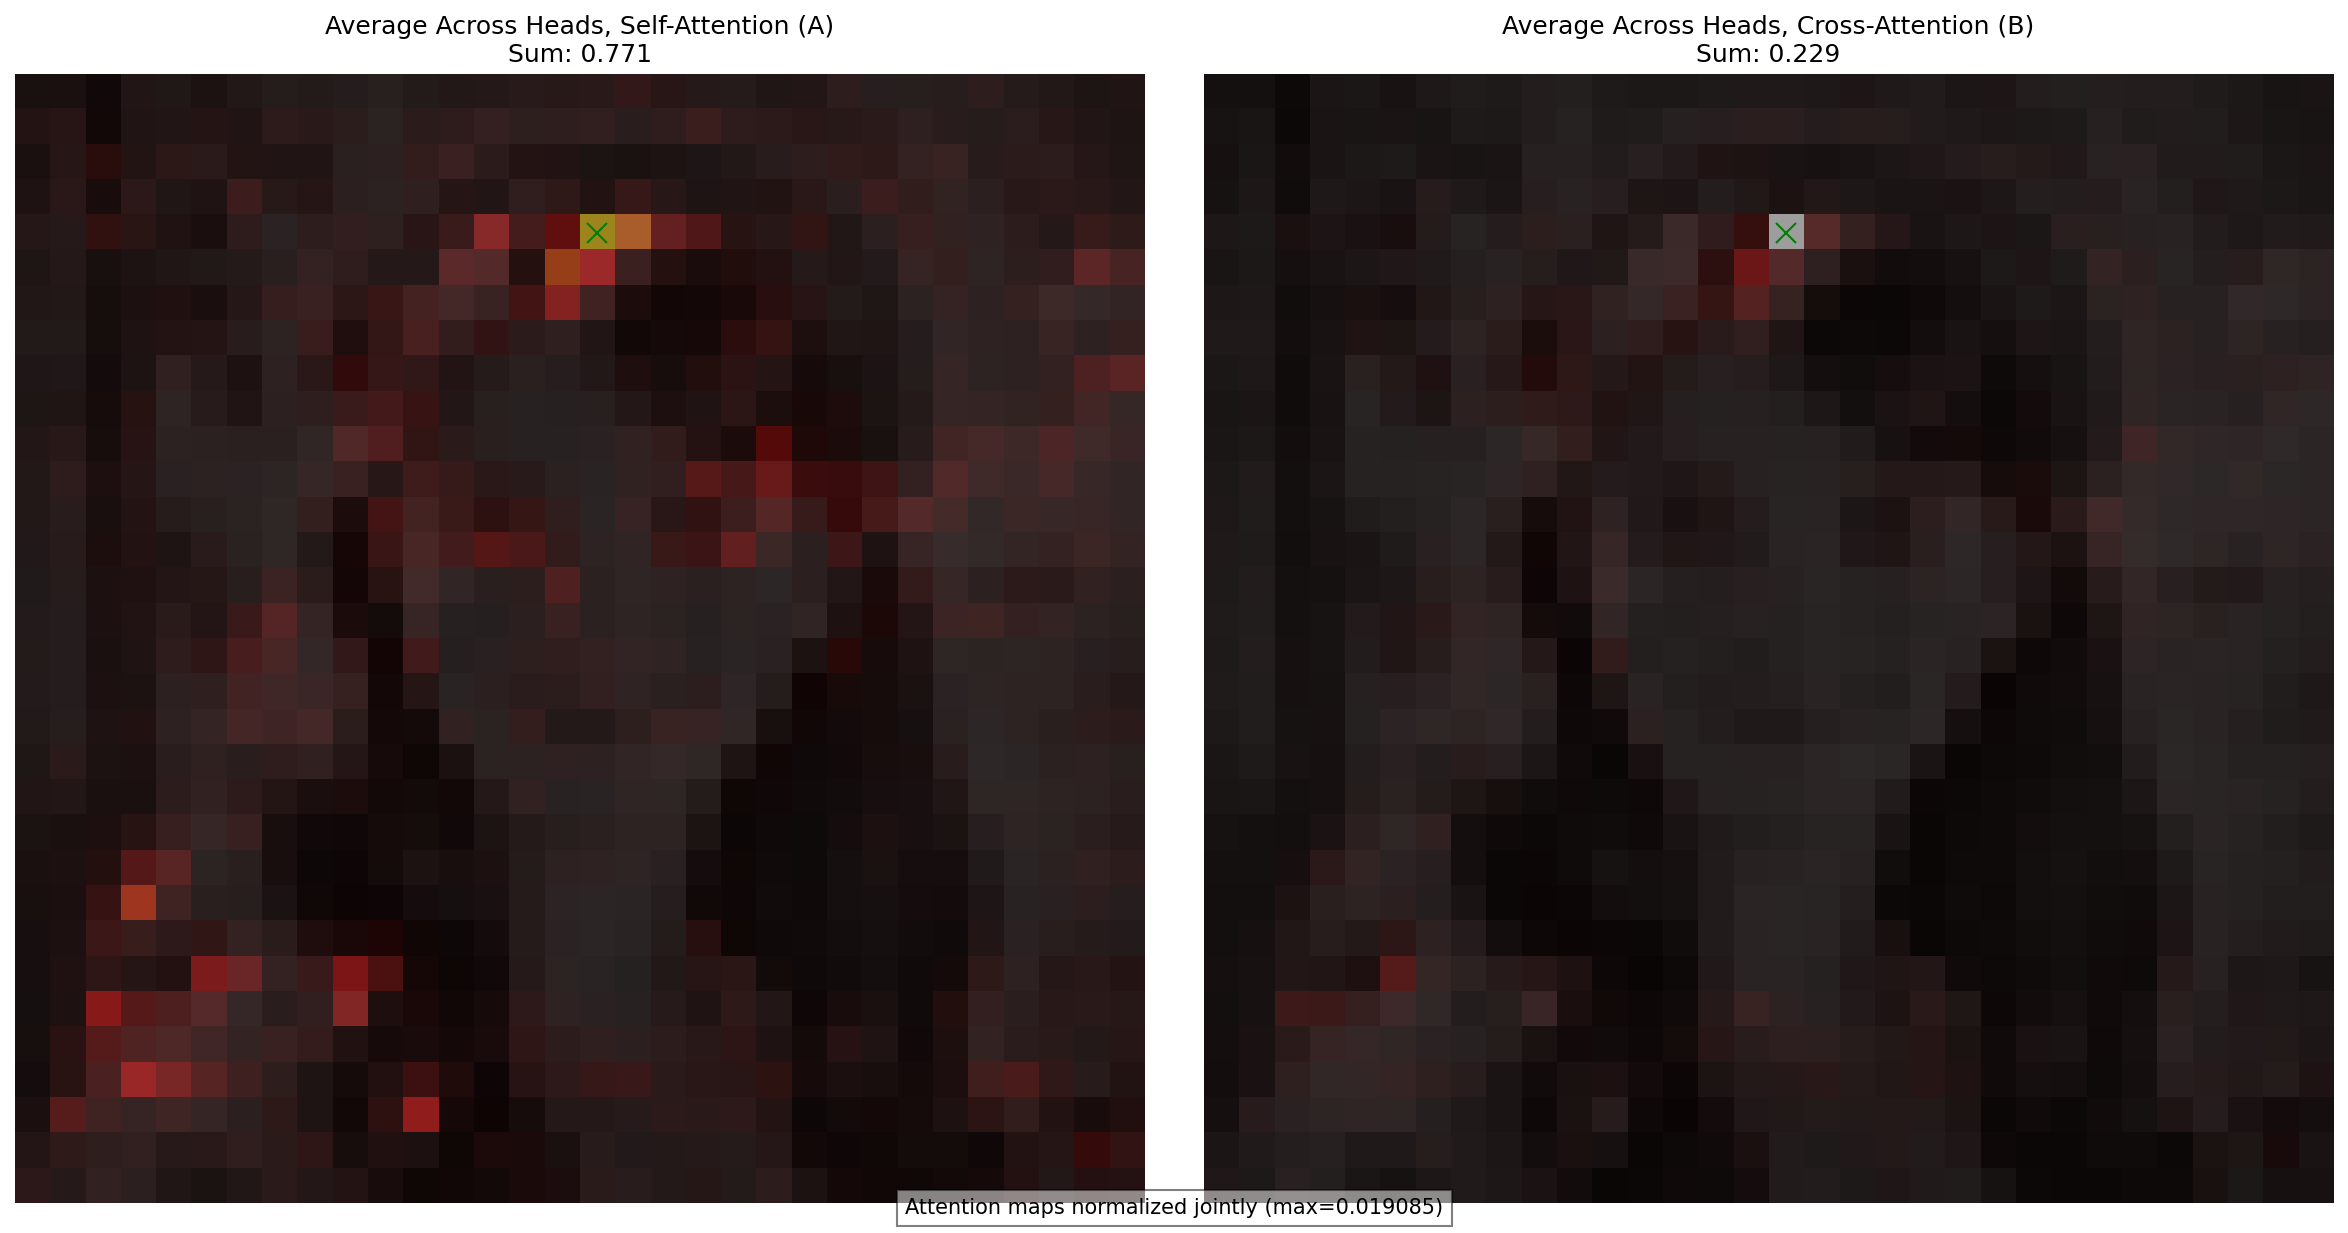 Average Across Heads, Self-Attention (A)
Sum: 0.771
Average Across Heads, Cross-Attention (B)
Sum: 0.229
Attention maps normalized jointly (max=0.019085)